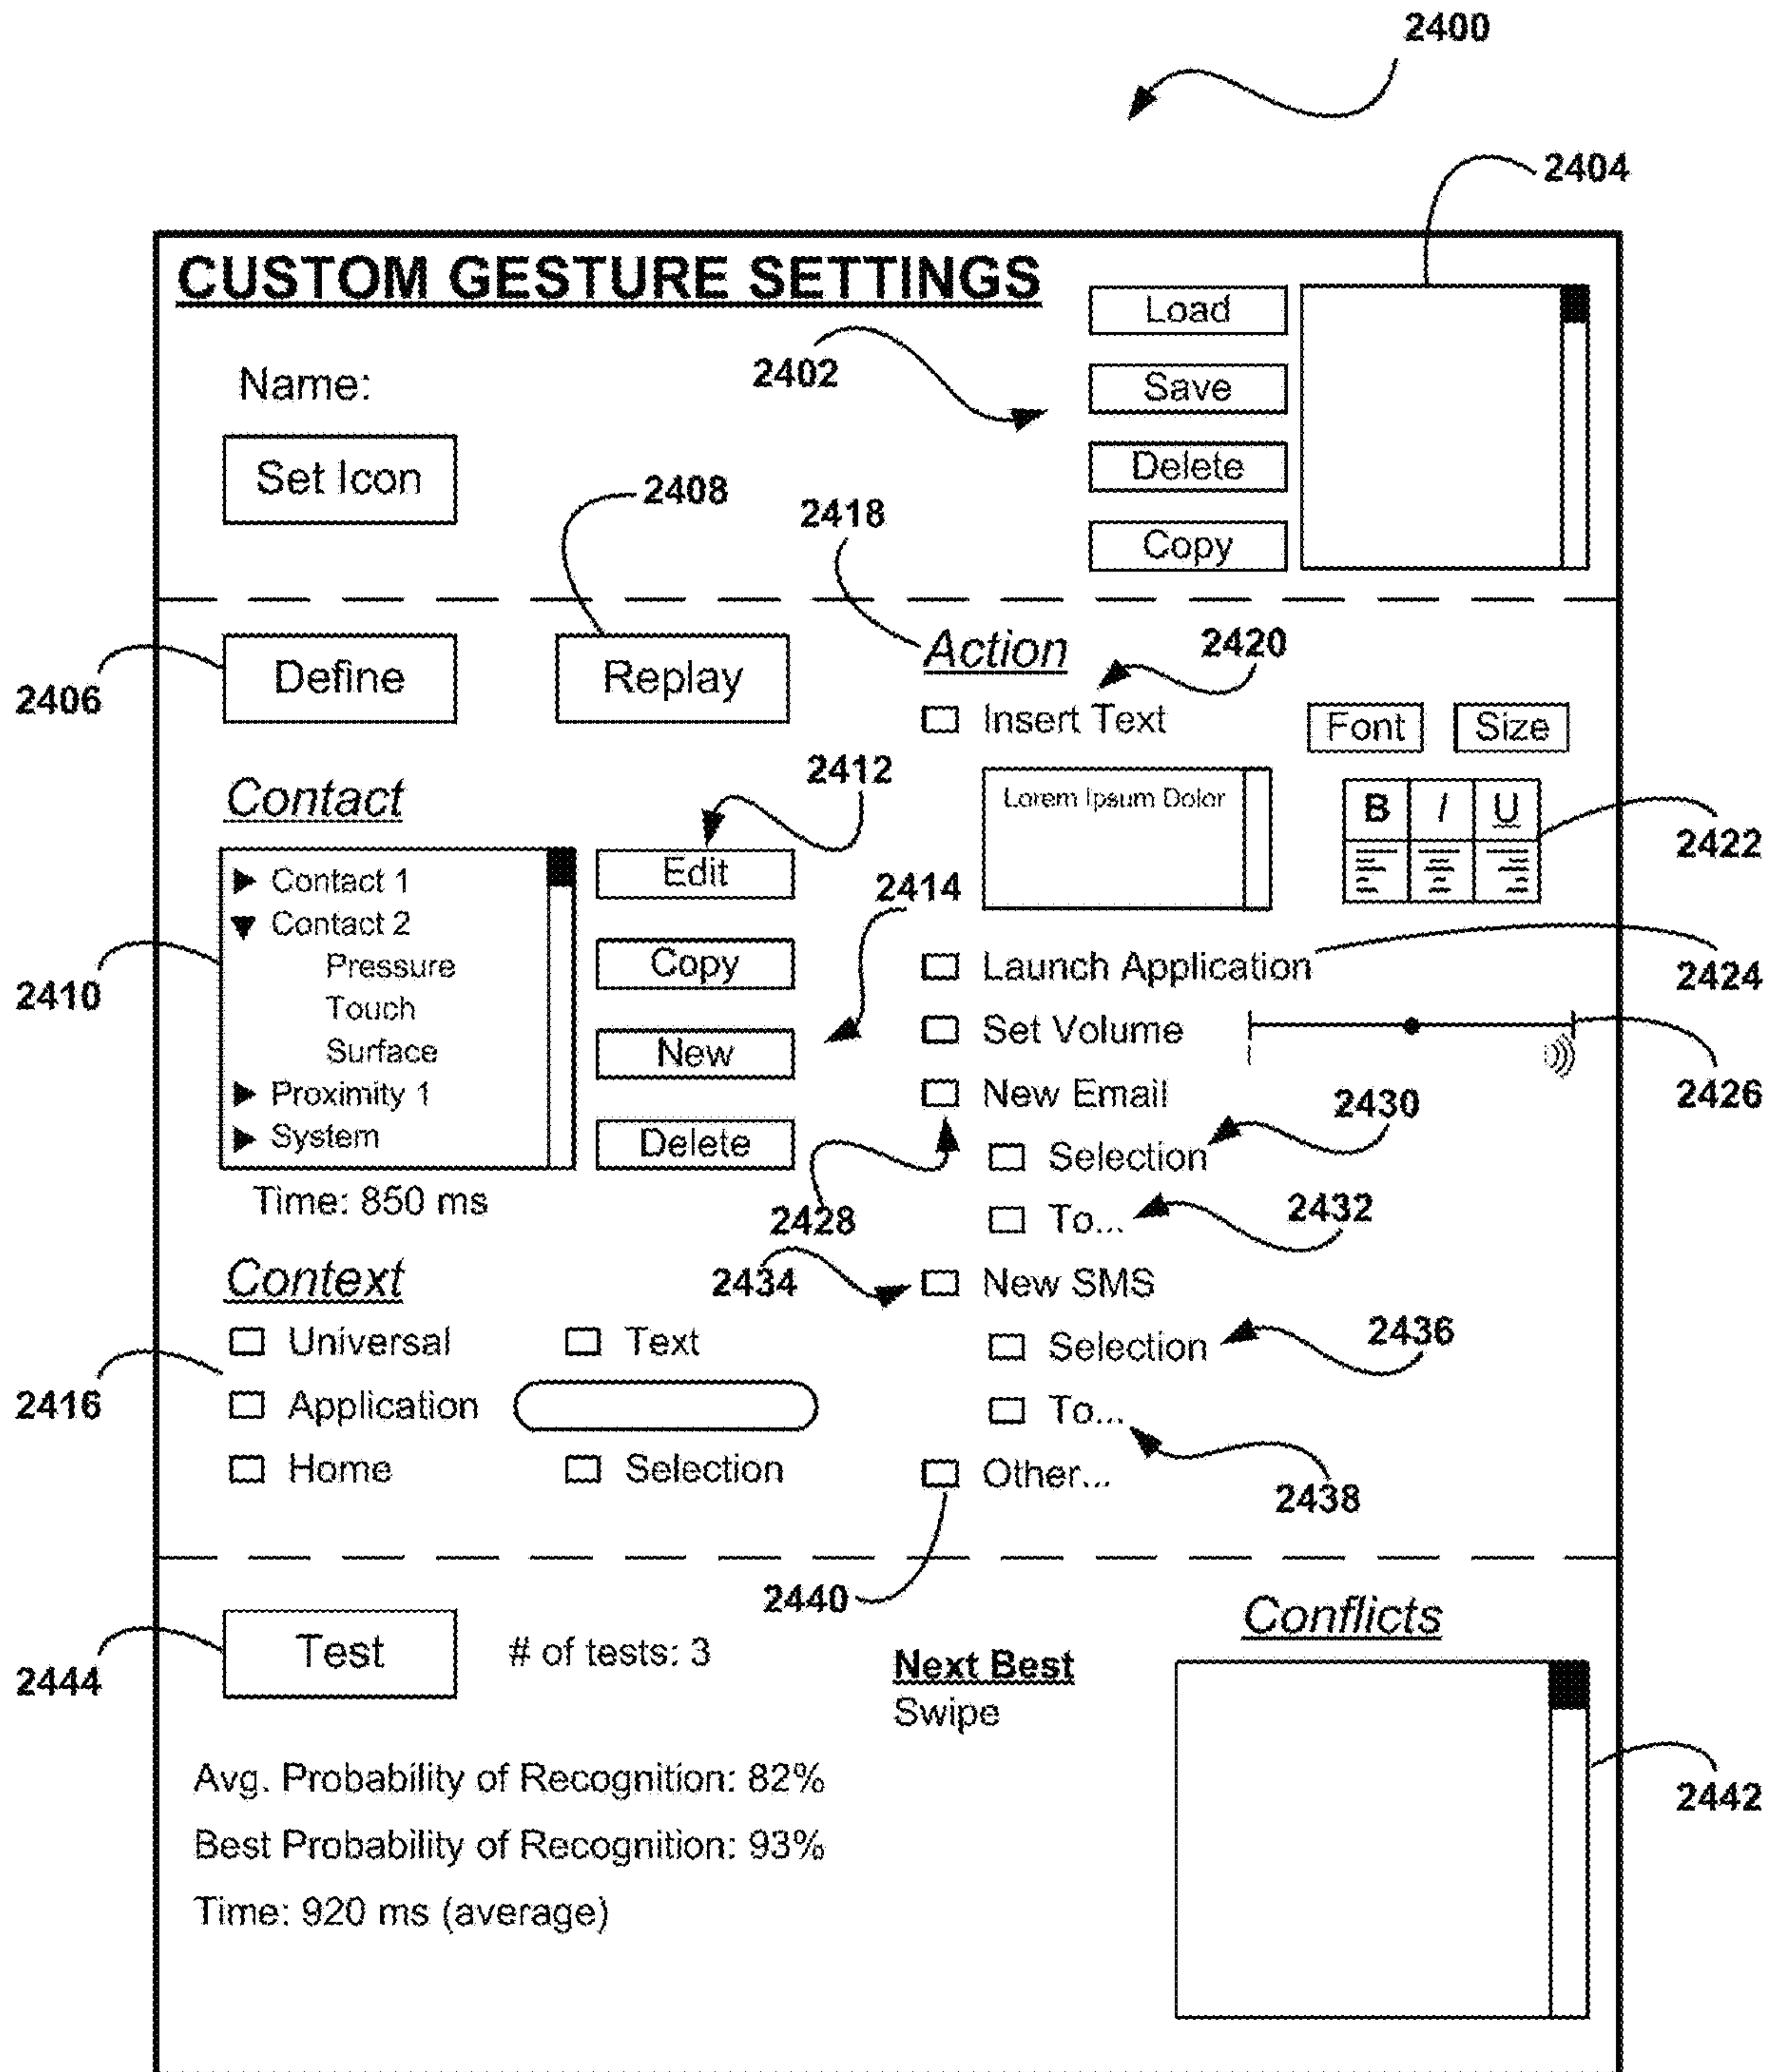 2400
2404
CUSTOM GESTURE SETTINGS
Load
2402
Name:
Save
Set Icon
Delete
2408
2418
Copy
2406
Define
Replay
Action
2420
Insert Text
Font
Size
2412
Contact
Lorem Ipsum Dolor
B I U
2422
Contact 1
Edit
2414
Contact 2
2410
Pressure
Copy
Launch Application
2424
Touch
Surface
New
Set Volume
Proximity 1
New Email
2430
2426
System
Delete
Selection
Time: 850 ms
2428
To...
2432
Context
2434
New SMS
Universal
Text
Selection
2436
2416
Application
To...
Home
Selection
Other...
2438
2440
Conflicts
2444
Test
# of tests: 3
Next Best
Swipe
Avg. Probability of Recognition: 82%
2442
Best Probability of Recognition: 93%
Time: 920 ms (average)